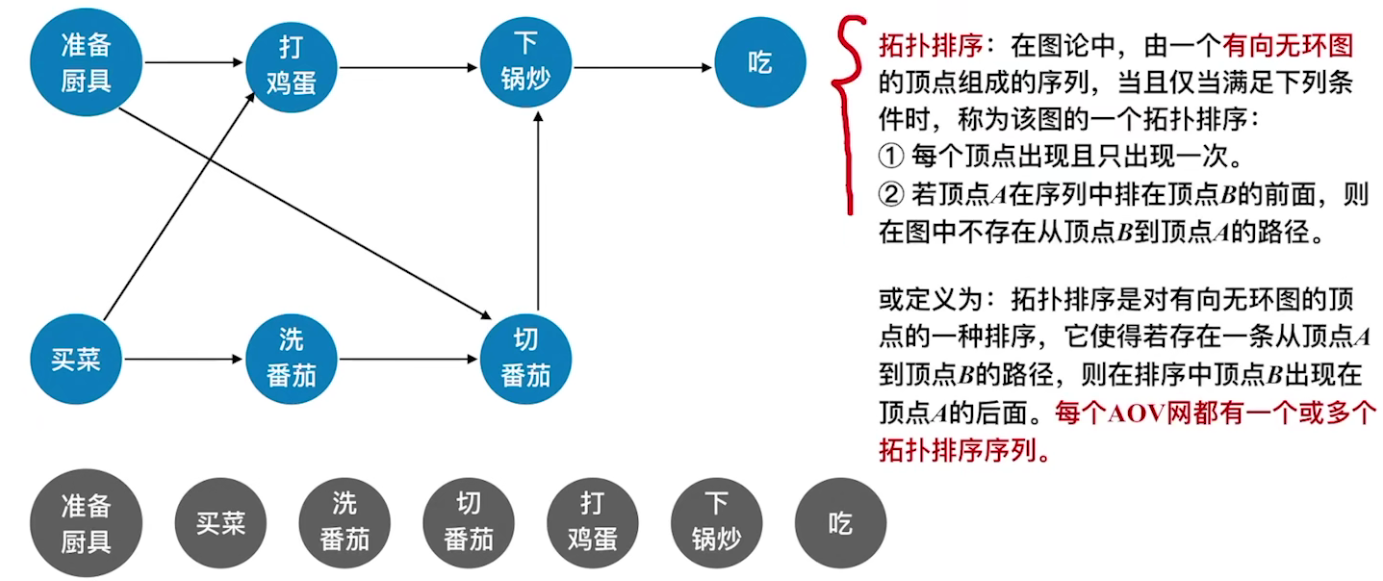 准备
厨具
打
鸡蛋
下
锅炒
吃
买菜
洗
番茄
切
番茄
准备
厨具
买菜
洗
番茄
切
番茄
打
鸡蛋
下
锅炒
吃
拓扑排序：在图论中，由一个有向无环图
的顶点组成的序列，当且仅当满足下列条
件时，称为该图的一个拓扑排序：
① 每个顶点出现且只出现一次。
② 若顶点A在序列中排在顶点B的前面，则
在图中不存在从顶点B到顶点A的路径。
或定义为：拓扑排序是对有向无环图的顶
点的一种排序，它使得若存在一条从顶点A
到顶点B的路径，则在排序中顶点B出现在
顶点A的后面。每个AOV网都有一个或多个
拓扑排序序列。